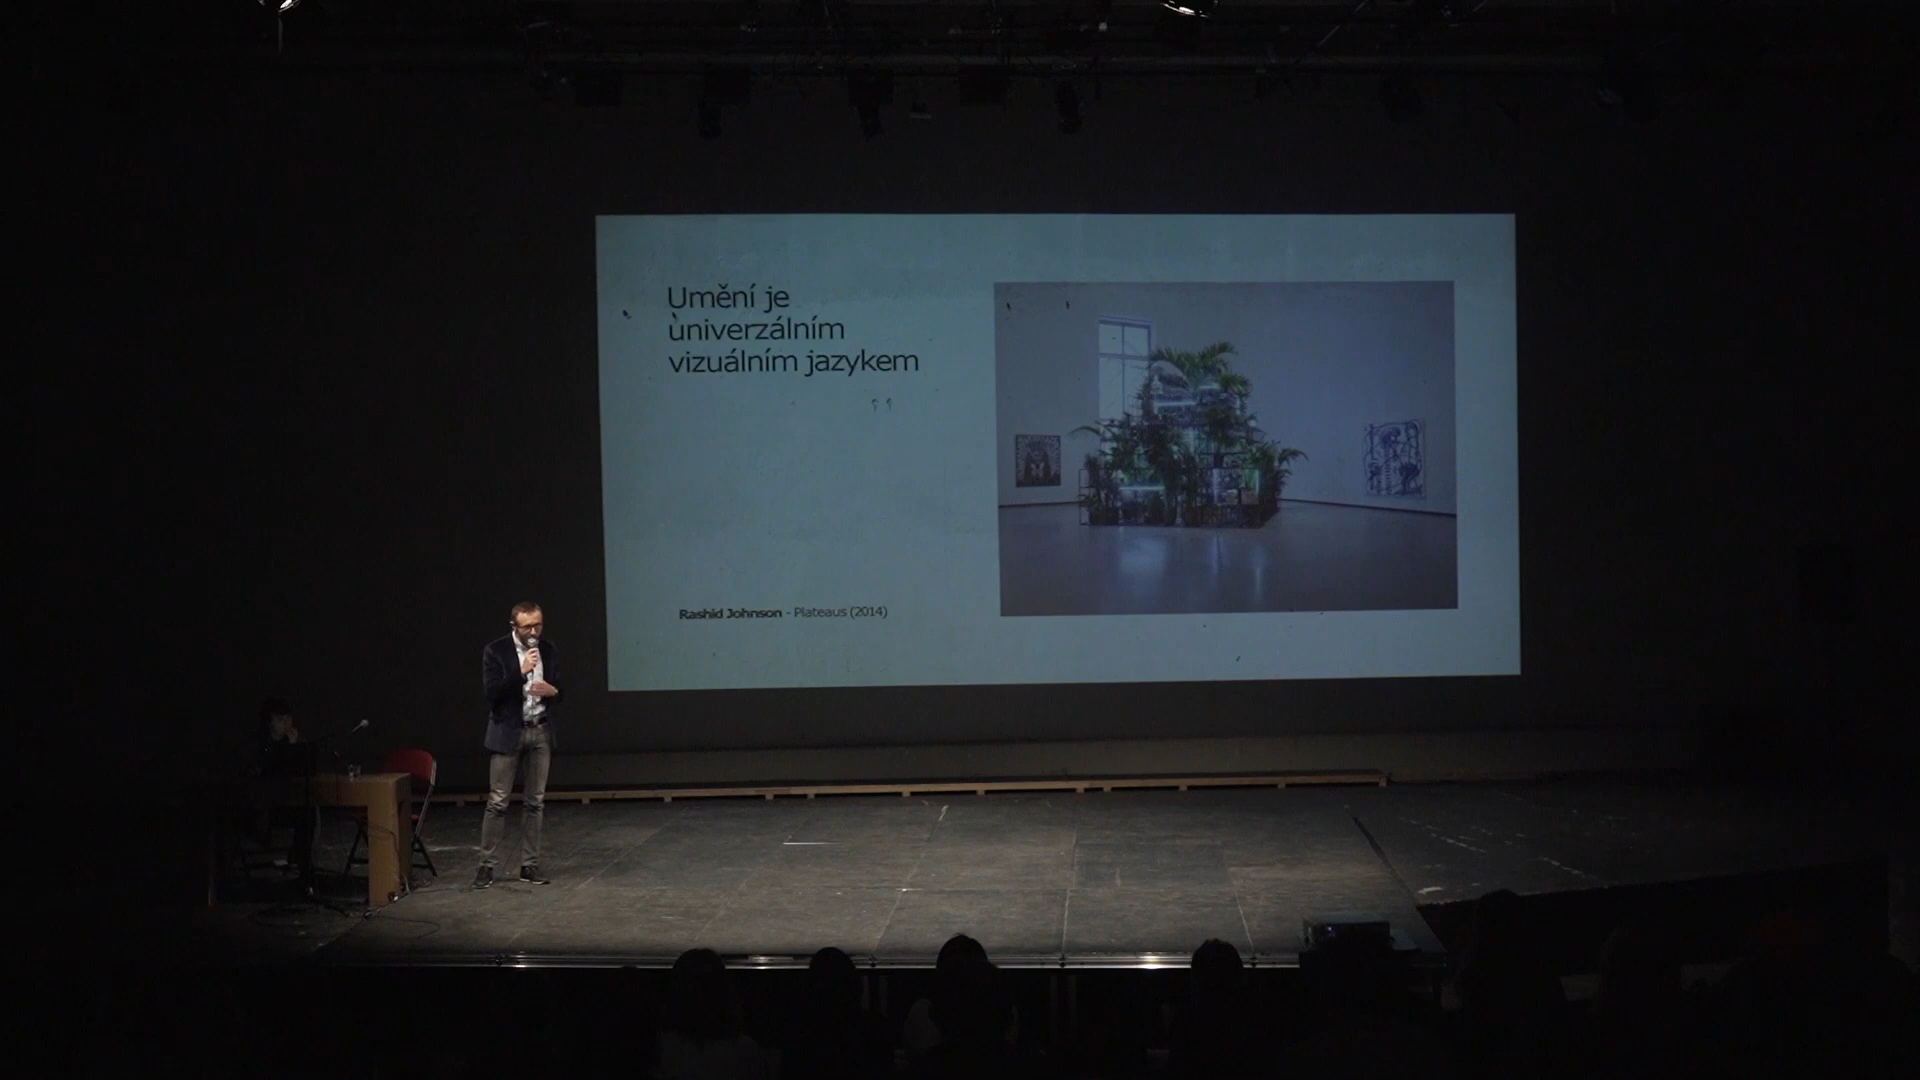 Umění je
univerzálním
vizuálním jazykem
Rashid Johnson - Plateaus (2014)